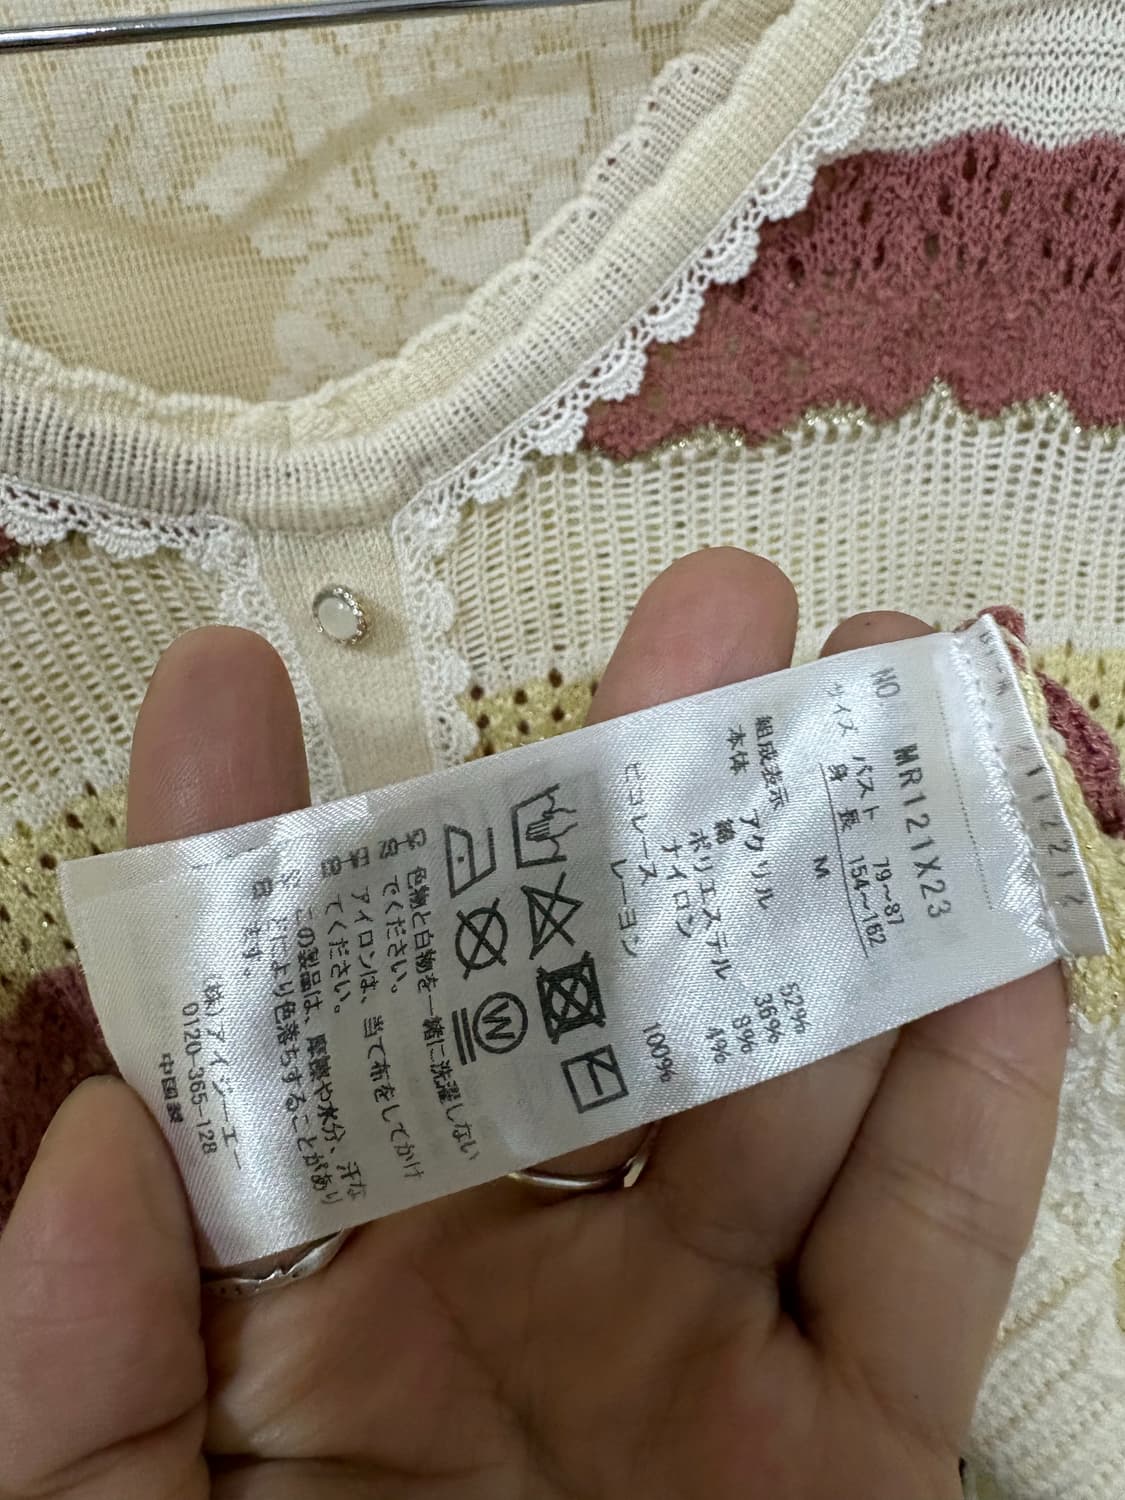 NO MR121X23
サイズ バスト 79〜87
身長 154〜162
M
組成表示
本体 アクリル 52%
綿 36%
ポリエステル 8%
ナイロン 4%
ピコレース
レーヨン 100%
色物と白物を一緒に洗濯しない
でください。
アイロンは、当て布をしてかけ
てください。
この製品は、摩擦や水分、汗な
どにより色落ちすることがあり
ます。
(株)アイジーエー
0120-365-128
中国製